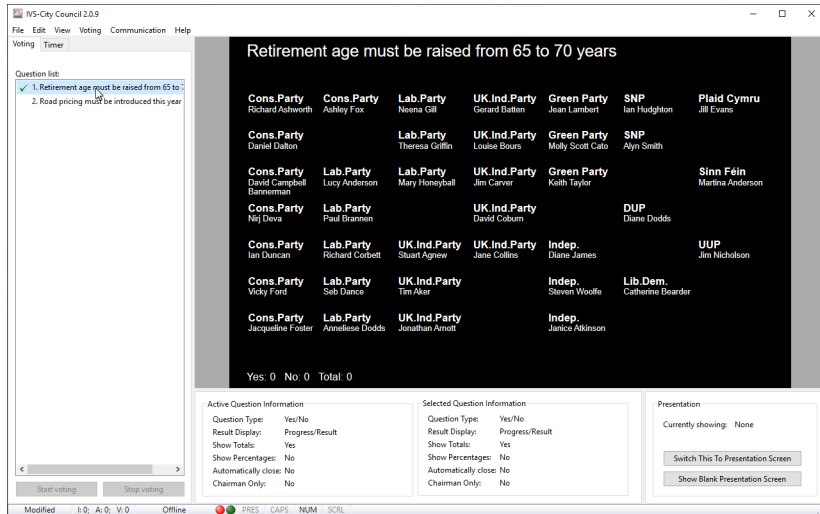 IVS-City Council 2.0.9
File Edit View Voting Communication Help
Voting Timer
Question list:
1. Retirement age must be raised from 65 to 7
2. Road pricing must be introduced this year
Retirement age must be raised from 65 to 70 years
Cons.Party Cons.Party Lab.Party UK.Ind.Party Green Party SNP Plaid Cymru
Richard Ashworth Ashley Fox Neena Gill Gerard Batten Jean Lambert Ian Hudghton Jill Evans
Cons.Party Lab.Party UK.Ind.Party Green Party SNP
Daniel Dalton Theresa Griffin Louise Bours Molly Scott Cato Alyn Smith
Cons.Party Lab.Party Lab.Party UK.Ind.Party Green Party Sinn Féin
David Campbell Lucy Anderson Mary Honeyball Jim Carver Keith Taylor Martina Anderson
Bannerman
Cons.Party Lab.Party UK.Ind.Party DUP
Nirj Deva Paul Brannen David Coburn Diane Dodds
Cons.Party Lab.Party UK.Ind.Party UK.Ind.Party Indep. UUP
Ian Duncan Richard Corbett Stuart Agnew Jane Collins Diane James Jim Nicholson
Cons.Party Lab.Party UK.Ind.Party Indep. Lib.Dem.
Vicky Ford Seb Dance Tim Aker Steven Woolfe Catherine Bearder
Cons.Party Lab.Party UK.Ind.Party Indep.
Jacqueline Foster Anneliese Dodds Jonathan Arnott Janice Atkinson
Yes: 0 No: 0 Total: 0
Active Question Information
Question Type: Yes/No
Result Display: Progress/Result
Show Totals: Yes
Show Percentages: No
Automatically close: No
Chairman Only: No
Selected Question Information
Question Type: Yes/No
Result Display: Progress/Result
Show Totals: Yes
Show Percentages: No
Automatically close: No
Chairman Only: No
Presentation
Currently showing: None
Switch This To Presentation Screen
Show Blank Presentation Screen
Start voting Stop voting
Modified I: 0; A: 0; V: 0 Offline PRES CAPS NUM SCRL